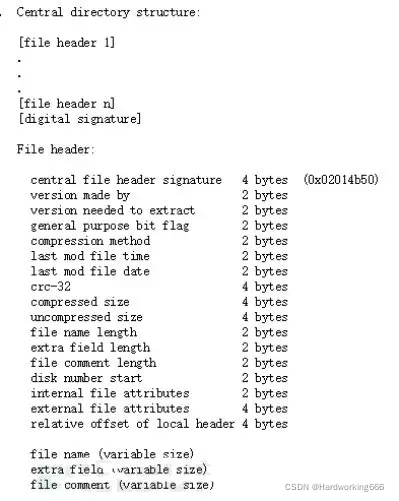 . Central directory structure:
[file header 1]
.
.
.
[file header n]
[digital signature]
File header:
central file header signature 4 bytes (0x02014b50)
version made by 2 bytes
version needed to extract 2 bytes
general purpose bit flag 2 bytes
compression method 2 bytes
last mod file time 2 bytes
last mod file date 2 bytes
crc-32 4 bytes
compressed size 4 bytes
uncompressed size 4 bytes
file name length 2 bytes
extra field length 2 bytes
file comment length 2 bytes
disk number start 2 bytes
internal file attributes 2 bytes
external file attributes 4 bytes
relative offset of local header 4 bytes
file name (variable size)
extra field (variable size)
file comment (variable size)
CSDN @Hardworking666